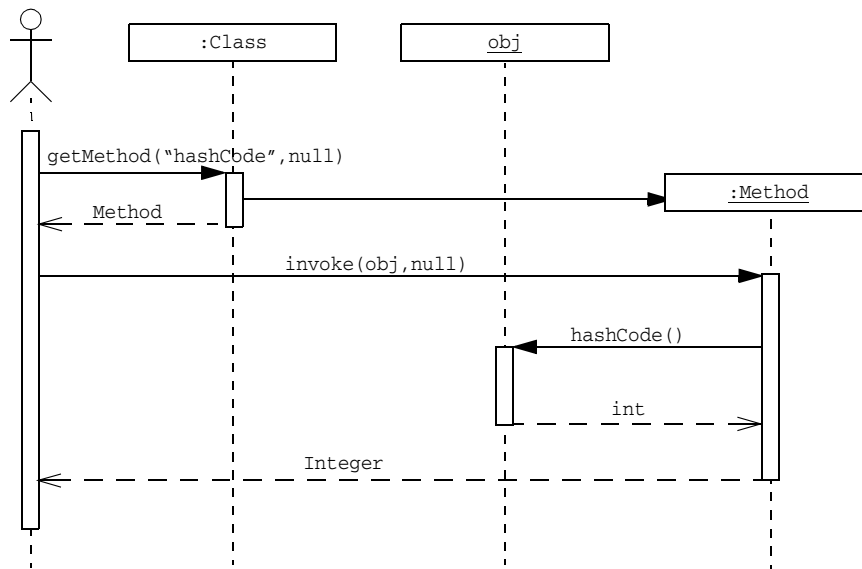 :Class
obj
getMethod(“hashCode”,null)
:Method
Method
invoke(obj,null)
hashCode()
int
Integer